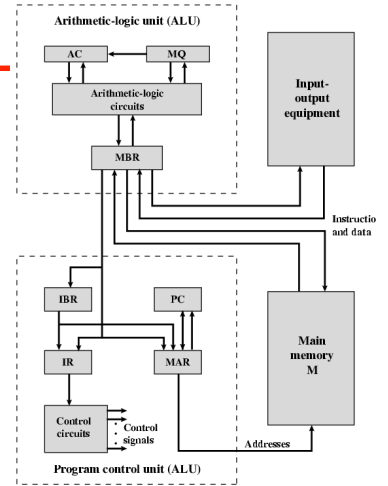 Arithmetic-logic unit (ALU)
AC
MQ
Arithmetic-logic
circuits
MBR
Input-
output
equipment
Instructio
and data
IBR
PC
IR
MAR
Main
memory
M
Control
circuits
Control
signals
Addresses
Program control unit (ALU)